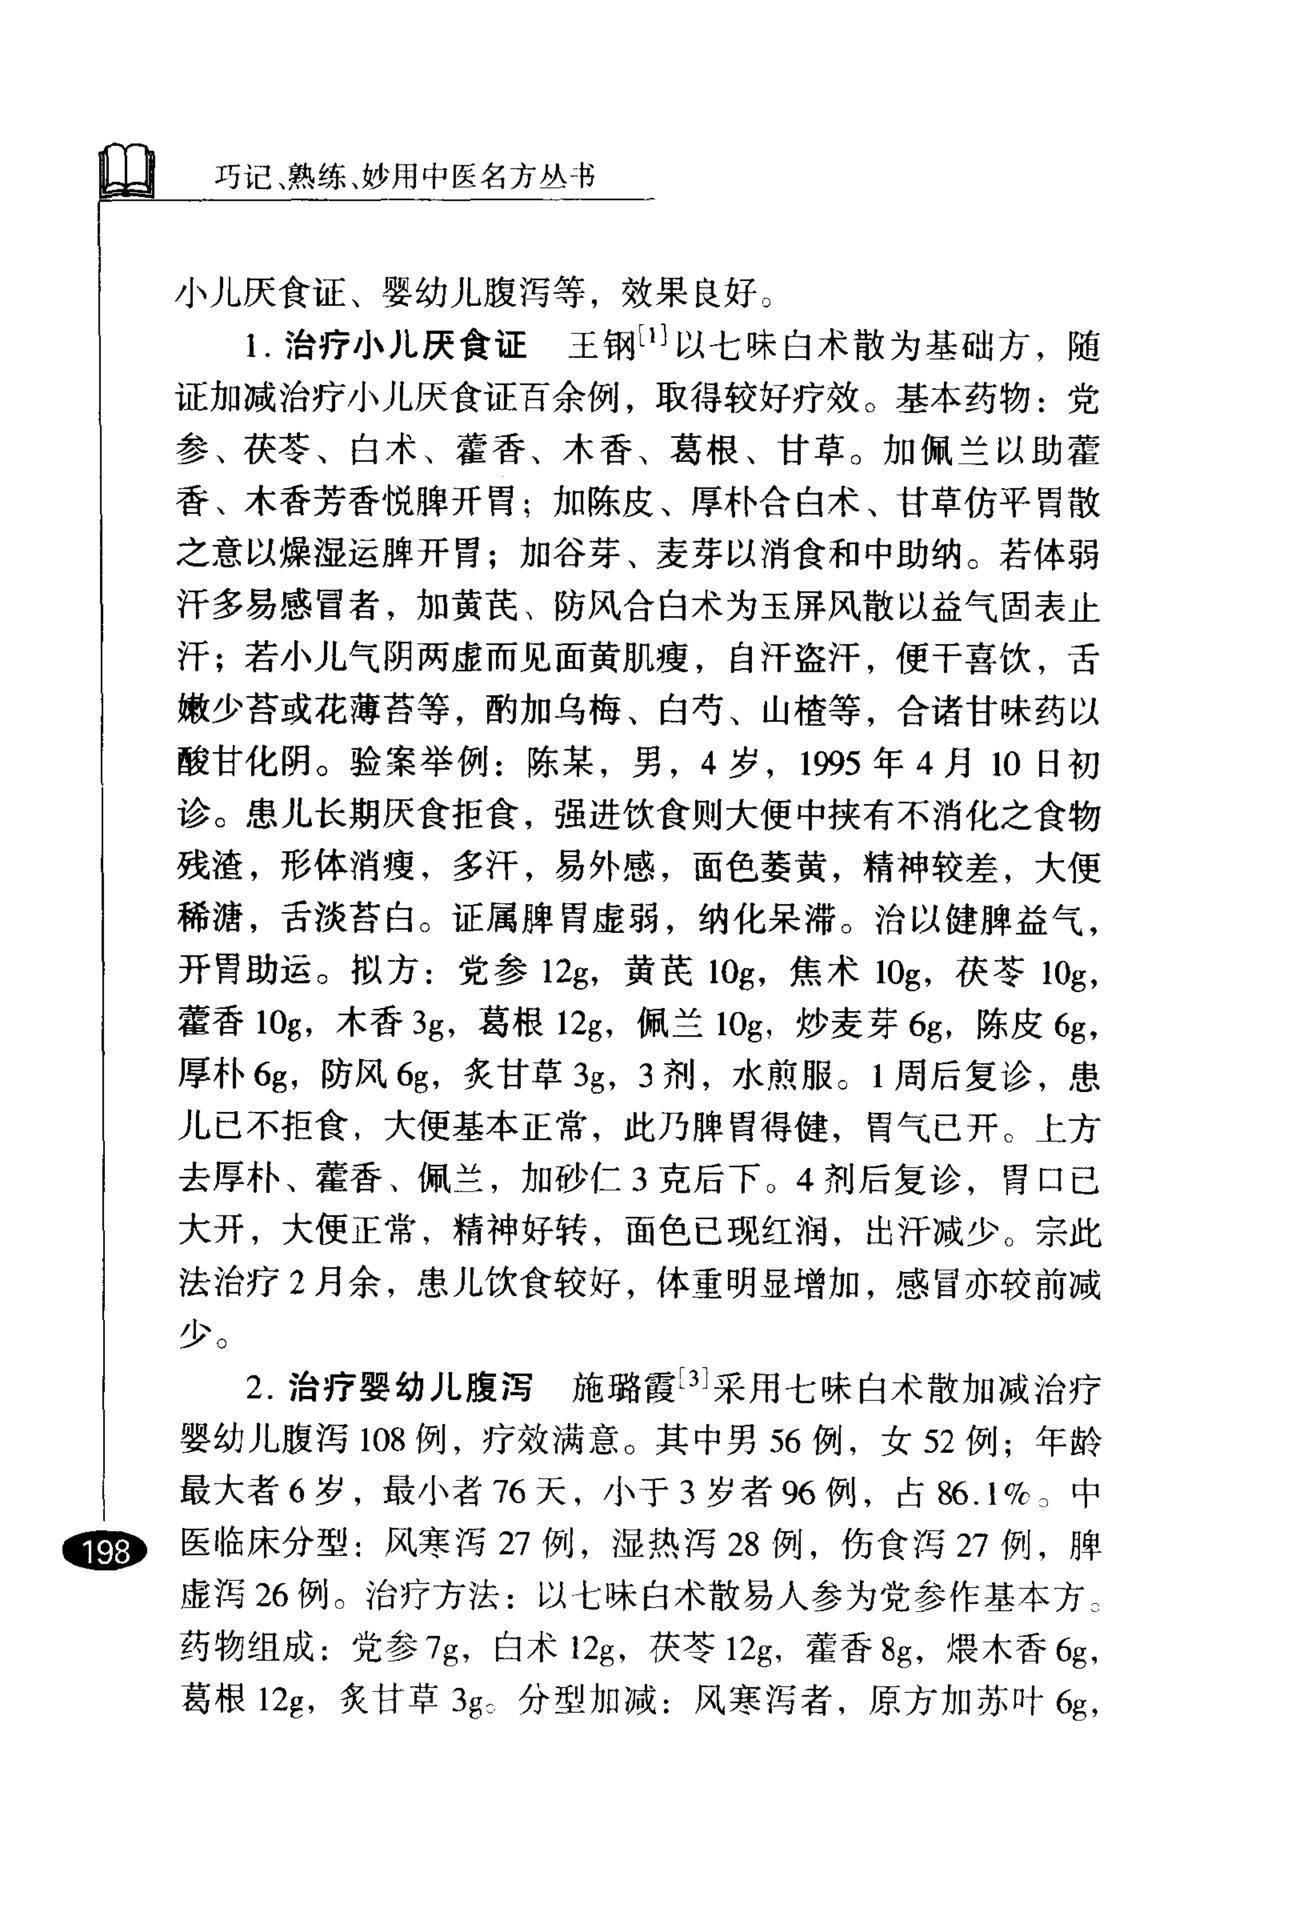 巧记、熟练、妙用中医名方丛书
小儿厌食证、婴幼儿腹泻等，效果良好。
1. 治疗小儿厌食证　王钢[1]以七味白术散为基础方，随
证加减治疗小儿厌食证百余例，取得较好疗效。基本药物：党
参、茯苓、白术、藿香、木香、葛根、甘草。加佩兰以助藿
香、木香芳香悦脾开胃；加陈皮、厚朴合白术、甘草仿平胃散
之意以燥湿运脾开胃；加谷芽、麦芽以消食和中助纳。若体弱
汗多易感冒者，加黄芪、防风合白术为玉屏风散以益气固表止
汗；若小儿气阴两虚而见面黄肌瘦，自汗盗汗，便干喜饮，舌
嫩少苔或花薄苔等，酌加乌梅、白芍、山楂等，合诸甘味药以
酸甘化阴。验案举例：陈某，男，4 岁，1995 年 4 月 10 日初
诊。患儿长期厌食拒食，强进饮食则大便中挟有不消化之食物
残渣，形体消瘦，多汗，易外感，面色萎黄，精神较差，大便
稀溏，舌淡苔白。证属脾胃虚弱，纳化呆滞。治以健脾益气，
开胃助运。拟方：党参 12g，黄芪 10g，焦术 10g，茯苓 10g，
藿香 10g，木香 3g，葛根 12g，佩兰 10g，炒麦芽 6g，陈皮 6g，
厚朴 6g，防风 6g，炙甘草 3g，3 剂，水煎服。1 周后复诊，患
儿已不拒食，大便基本正常，此乃脾胃得健，胃气已开。上方
去厚朴、藿香、佩兰，加砂仁 3 克后下。4 剂后复诊，胃口已
大开，大便正常，精神好转，面色已现红润，出汗减少。宗此
法治疗 2 月余，患儿饮食较好，体重明显增加，感冒亦较前减
少。
2. 治疗婴幼儿腹泻　施璐霞[3]采用七味白术散加减治疗
婴幼儿腹泻 108 例，疗效满意。其中男 56 例，女 52 例；年龄
最大者 6 岁，最小者 76 天，小于 3 岁者 96 例，占 86.1%。中
医临床分型：风寒泻 27 例，湿热泻 28 例，伤食泻 27 例，脾
虚泻 26 例。治疗方法：以七味白术散易人参为党参作基本方。
药物组成：党参 7g，白术 12g，茯苓 12g，藿香 8g，煨木香 6g，
葛根 12g，炙甘草 3g。分型加减：风寒泻者，原方加苏叶 6g，
198